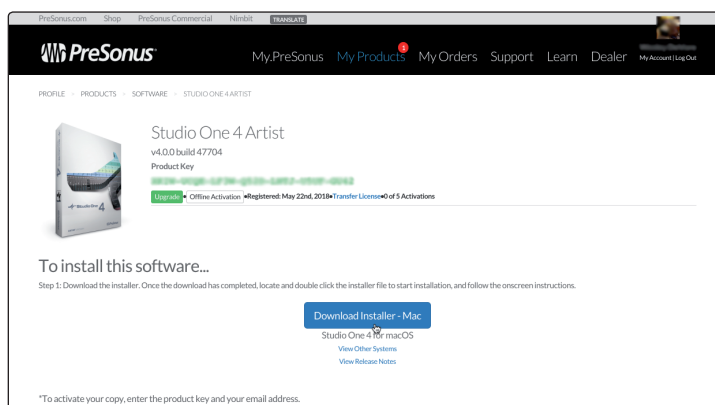 PreSonus.com Shop PreSonus Commercial Nimbit TRANSLATE
PreSonus
My.PreSonus My Products 1 My Orders Support Learn Dealer My Account | Log Out
PROFILE PRODUCTS SOFTWARE STUDIO ONE 4 ARTIST
Studio One 4 Artist
v4.0.0 build 47704
Product Key
Upgrade • Offline Activation •Registered: May 22nd, 2018•Transfer License•0 of 5 Activations
Studio One 4
To install this software...
Step 1: Download the installer. Once the download has completed, locate and double click the installer file to start installation, and follow the onscreen instructions.
Download Installer - Mac
Studio One 4 for macOS
View Other Systems
View Release Notes
*To activate your copy, enter the product key and your email address.